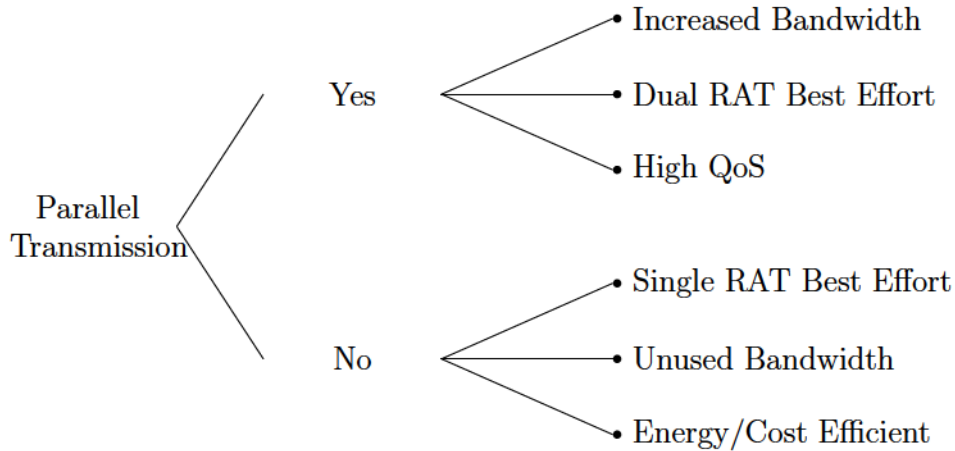 Parallel
Transmission
Yes
Increased Bandwidth
Dual RAT Best Effort
High QoS
No
Single RAT Best Effort
Unused Bandwidth
Energy/Cost Efficient